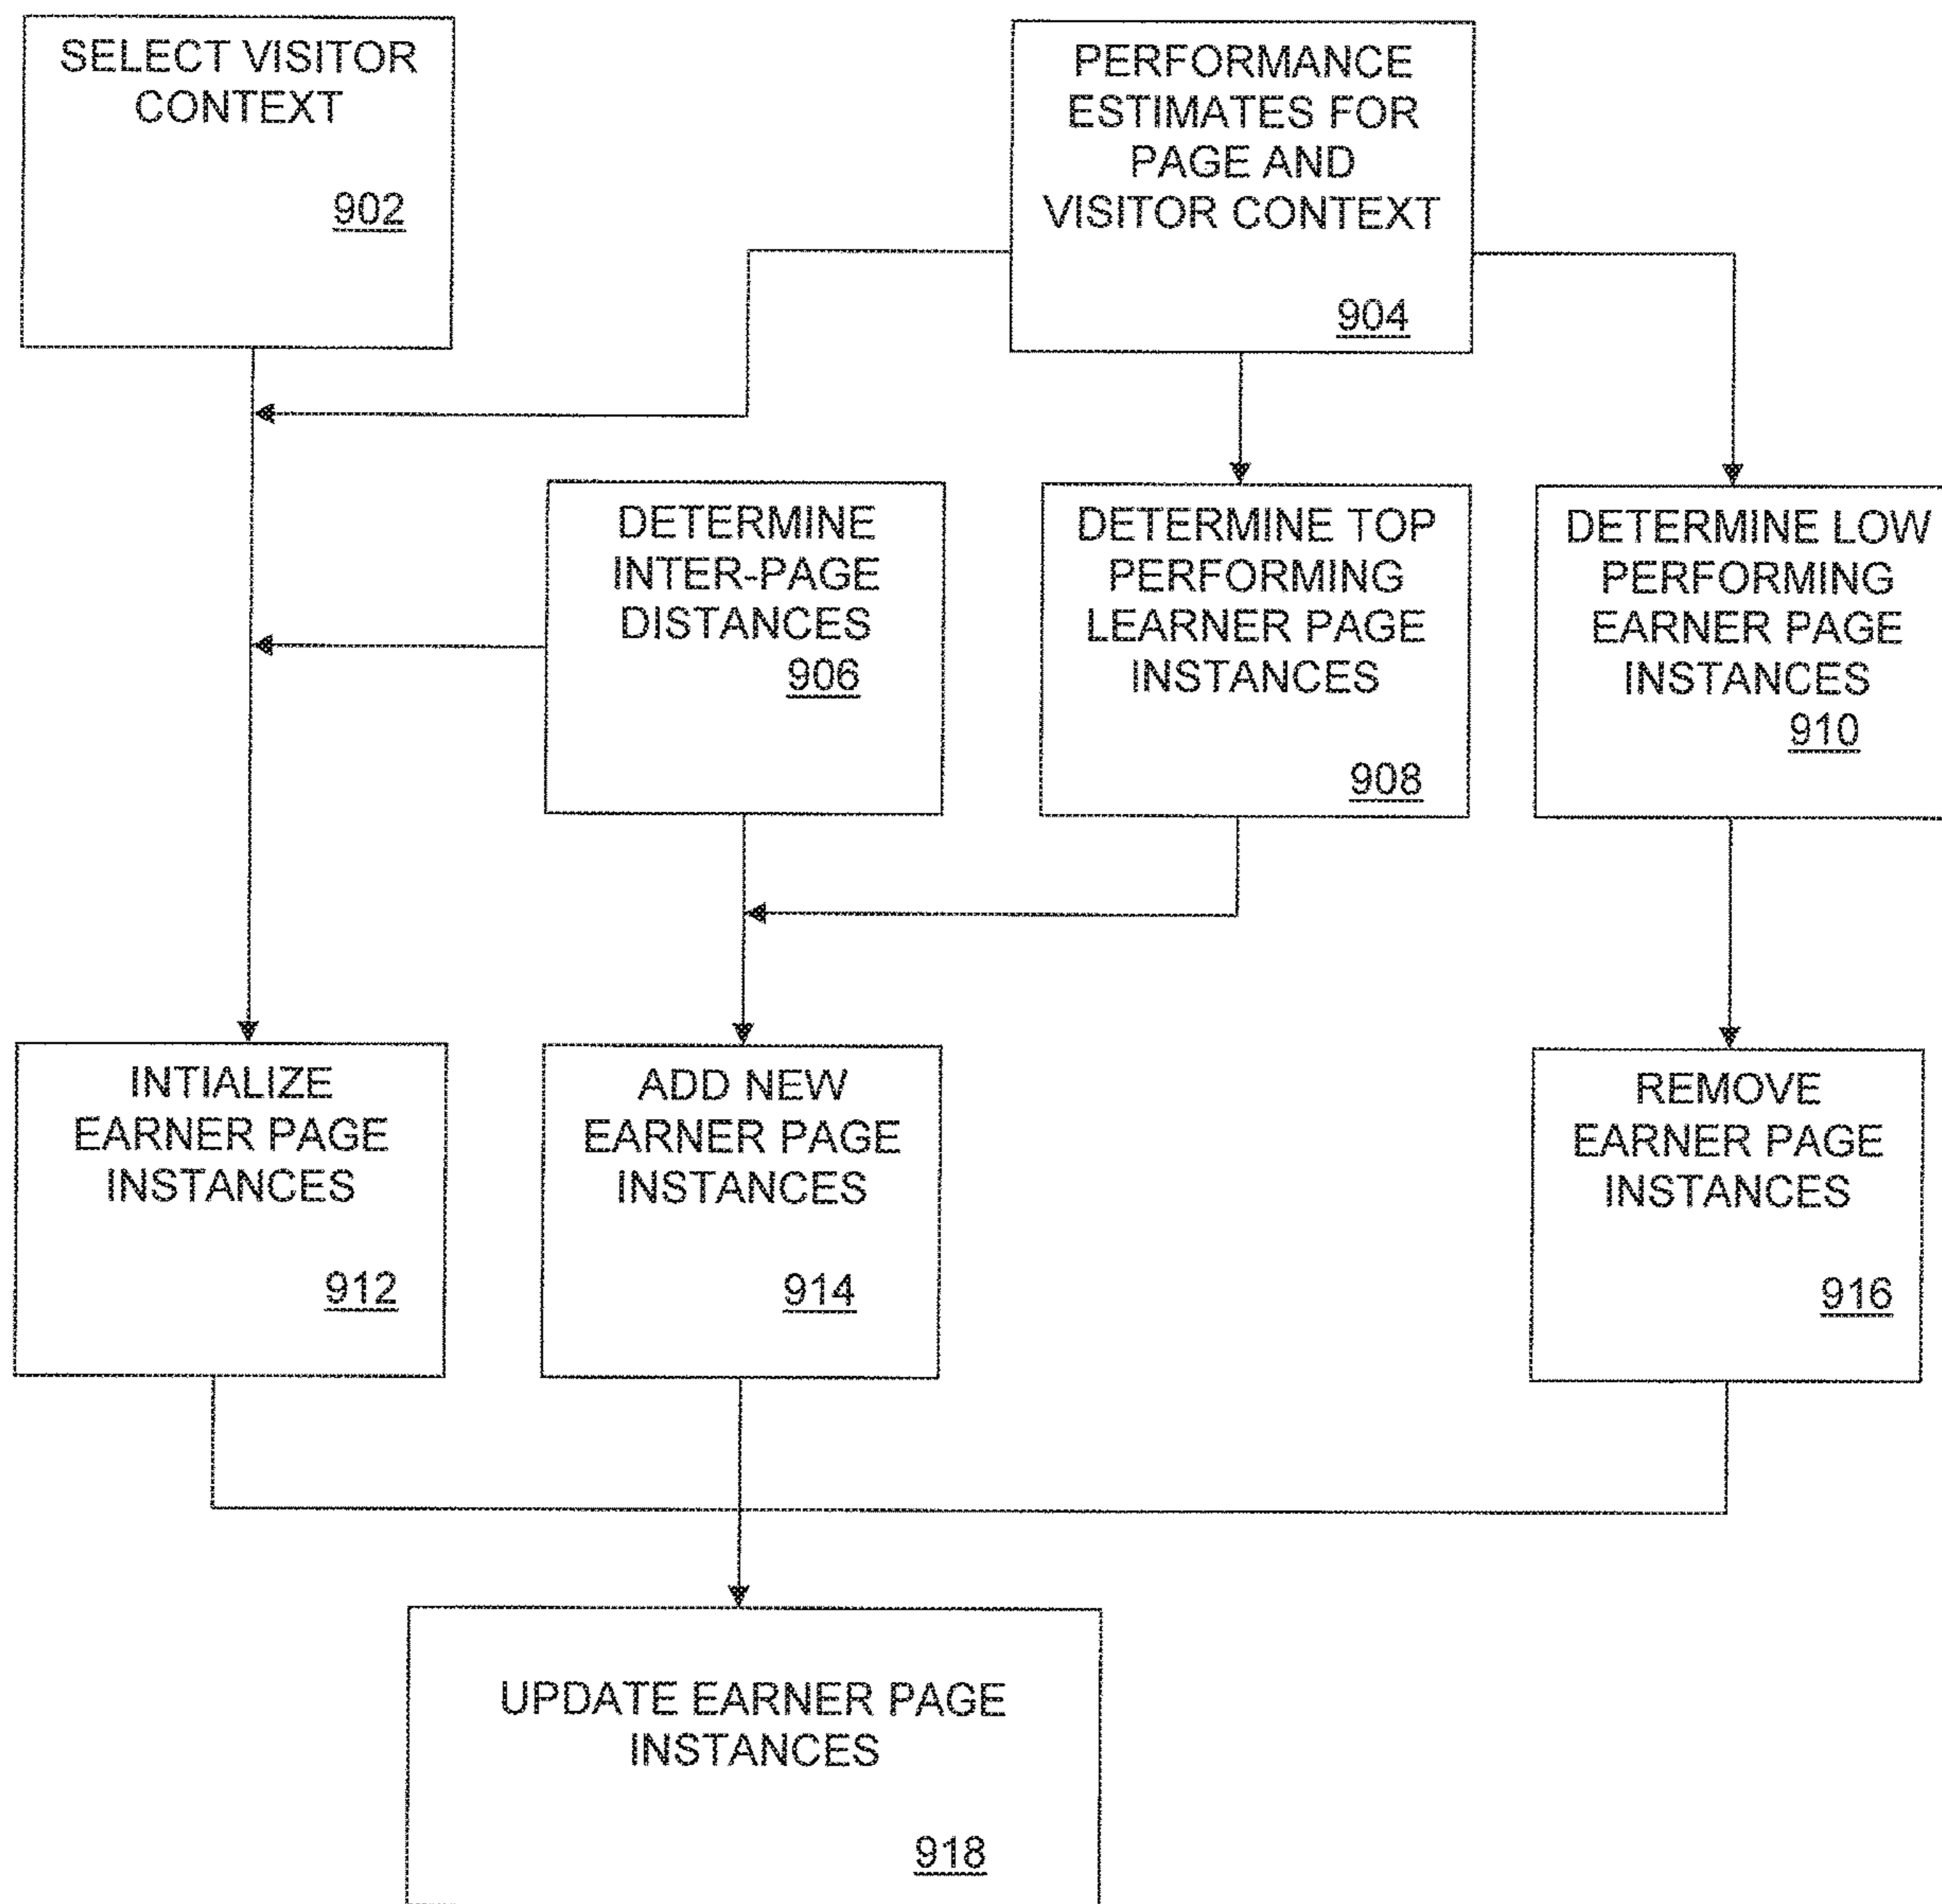 SELECT VISITOR
CONTEXT
902
PERFORMANCE
ESTIMATES FOR
PAGE AND
VISITOR CONTEXT
904
DETERMINE
INTER-PAGE
DISTANCES
906
DETERMINE TOP
PERFORMING
LEARNER PAGE
INSTANCES
908
DETERMINE LOW
PERFORMING
EARNER PAGE
INSTANCES
910
INTIALIZE
EARNER PAGE
INSTANCES
912
ADD NEW
EARNER PAGE
INSTANCES
914
REMOVE
EARNER PAGE
INSTANCES
916
UPDATE EARNER PAGE
INSTANCES
918